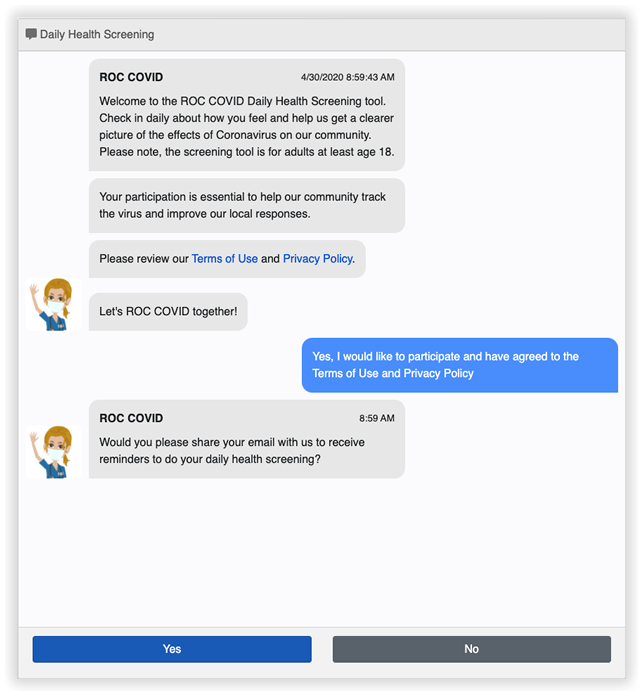 Daily Health Screening
ROC COVID 4/30/2020 8:59:43 AM
Welcome to the ROC COVID Daily Health Screening tool.
Check in daily about how you feel and help us get a clearer
picture of the effects of Coronavirus on our community.
Please note, the screening tool is for adults at least age 18.
Your participation is essential to help our community track
the virus and improve our local responses.
Please review our Terms of Use and Privacy Policy.
Let's ROC COVID together!
Yes, I would like to participate and have agreed to the
Terms of Use and Privacy Policy
ROC COVID 8:59 AM
Would you please share your email with us to receive
reminders to do your daily health screening?
Yes No